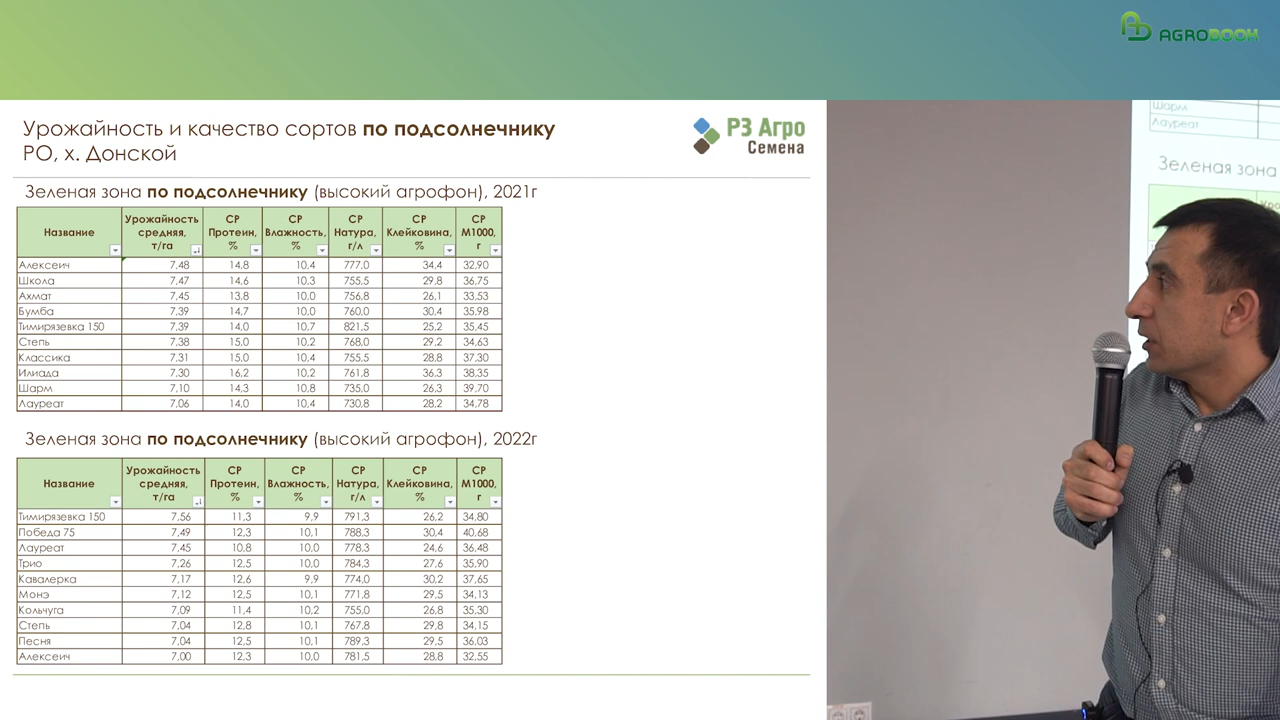 AGROBOOK
Урожайность и качество сортов по подсолнечнику
РО, х. Донской
РЗ Агро
Семена
Зеленая зона по подсолнечнику (высокий агрофон), 2021г
Название Урожайность средняя, т/га СР Протеин, % СР Влажность, % СР Натура, г/л СР Клейковина, % СР М1000, г
Алексеич 7,48 14,8 10,4 777,0 34,4 32,90
Школа 7,47 14,6 10,3 755,5 29,8 36,75
Ахмат 7,45 13,8 10,0 756,8 26,1 33,53
Бумба 7,39 14,7 10,0 760,0 30,4 35,98
Тимирязевка 150 7,39 14,0 10,7 821,5 25,2 35,45
Степь 7,38 15,0 10,2 768,0 29,2 34,63
Классика 7,31 15,0 10,4 755,5 28,8 37,30
Илиада 7,30 16,2 10,2 761,8 36,3 38,35
Шарм 7,10 14,3 10,8 735,0 26,3 39,70
Лауреат 7,06 14,0 10,4 730,8 28,2 34,78
Зеленая зона по подсолнечнику (высокий агрофон), 2022г
Название Урожайность средняя, т/га СР Протеин, % СР Влажность, % СР Натура, г/л СР Клейковина, % СР М1000, г
Тимирязевка 150 7,56 11,3 9,9 791,3 26,2 34,80
Победа 75 7,49 12,3 10,1 788,3 30,4 40,68
Лауреат 7,45 10,8 10,0 778,3 24,6 36,48
Трио 7,26 12,5 10,0 784,3 27,6 35,90
Кавалерка 7,17 12,6 9,9 774,0 30,2 37,65
Монэ 7,12 12,5 10,1 771,8 29,5 34,13
Кольчуга 7,09 11,4 10,2 755,0 26,8 35,30
Степь 7,04 12,8 10,1 767,8 29,8 34,15
Песня 7,04 12,5 10,1 789,3 29,5 36,03
Алексеич 7,00 12,3 10,0 781,5 28,8 32,55
Шарм
Лауреат
Зеленая зона